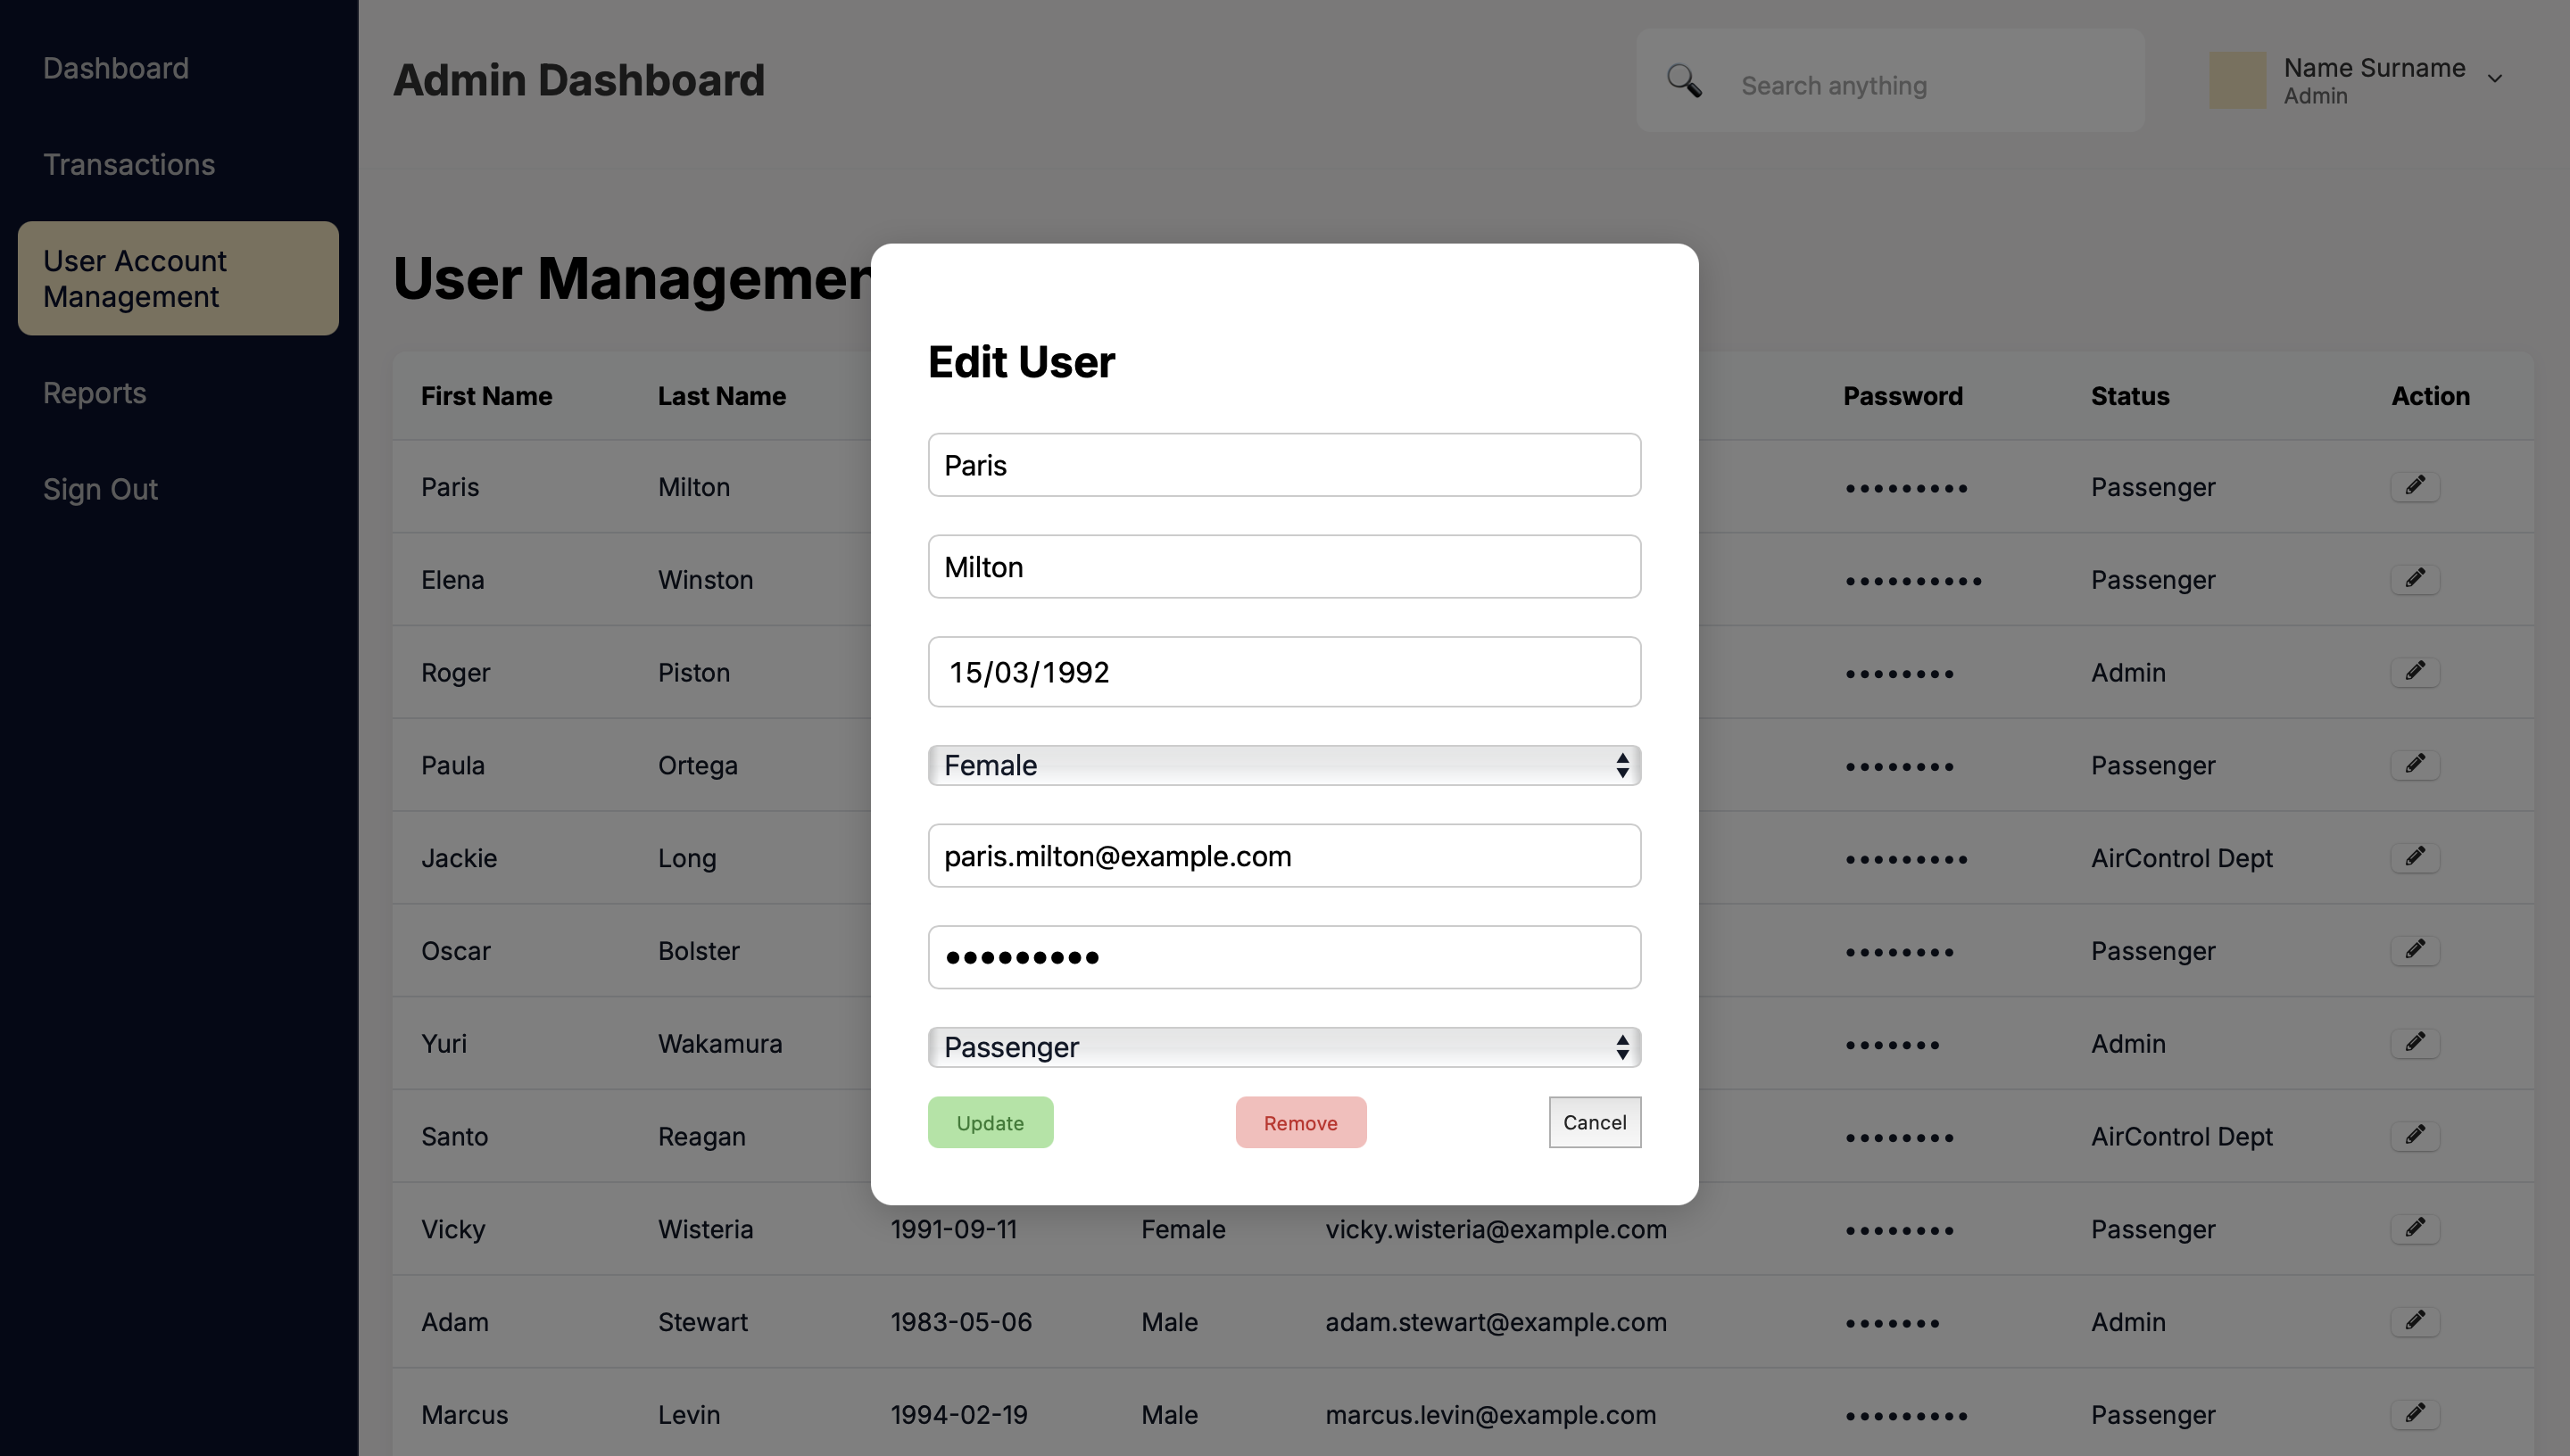 Dashboard
Transactions
User Account
Management
Reports
Sign Out
Admin Dashboard
Search anything
Name Surname
Admin
User Managemen
First Name Last Name Password Status Action
Paris Milton ••••••••• Passenger
Elena Winston •••••••••• Passenger
Roger Piston •••••••• Admin
Paula Ortega •••••••• Passenger
Jackie Long ••••••••• AirControl Dept
Oscar Bolster •••••••• Passenger
Yuri Wakamura ••••••• Admin
Santo Reagan •••••••• AirControl Dept
Vicky Wisteria 1991-09-11 Female vicky.wisteria@example.com •••••••• Passenger
Adam Stewart 1983-05-06 Male adam.stewart@example.com ••••••• Admin
Marcus Levin 1994-02-19 Male marcus.levin@example.com ••••••••• Passenger
Edit User
Paris
Milton
15/03/1992
Female
paris.milton@example.com
•••••••••
Passenger
Update Remove Cancel